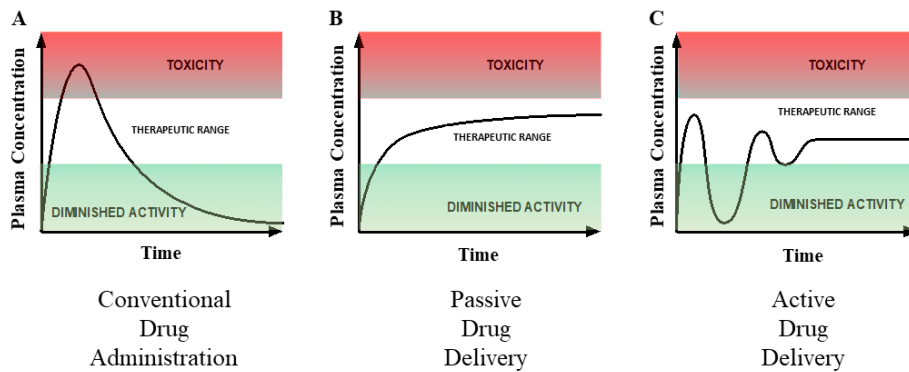 A
Plasma Concentration
TOXICITY
THERAPEUTIC RANGE
DIMINISHED ACTIVITY
Time
Conventional
Drug
Administration
B
Plasma Concentration
TOXICITY
THERAPEUTIC RANGE
DIMINISHED ACTIVITY
Time
Passive
Drug
Delivery
C
Plasma Concentration
TOXICITY
THERAPEUTIC RANGE
DIMINISHED ACTIVITY
Time
Active
Drug
Delivery